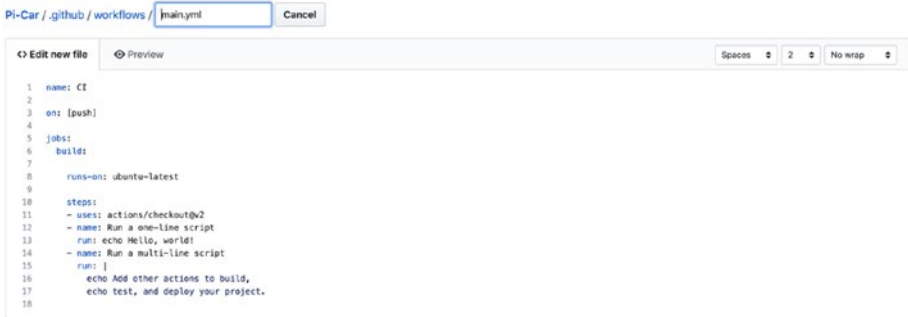 Pi-Car / .github / workflows / main.yml Cancel
Edit new file Preview Spaces 2 No wrap
1 name: CI
2
3 on: [push]
4
5 jobs:
6 build:
7
8 runs-on: ubuntu-latest
9
10 steps:
11 - uses: actions/checkout@v2
12 - name: Run a one-line script
13 run: echo Hello, world!
14 - name: Run a multi-line script
15 run: |
16 echo Add other actions to build,
17 echo test, and deploy your project.
18